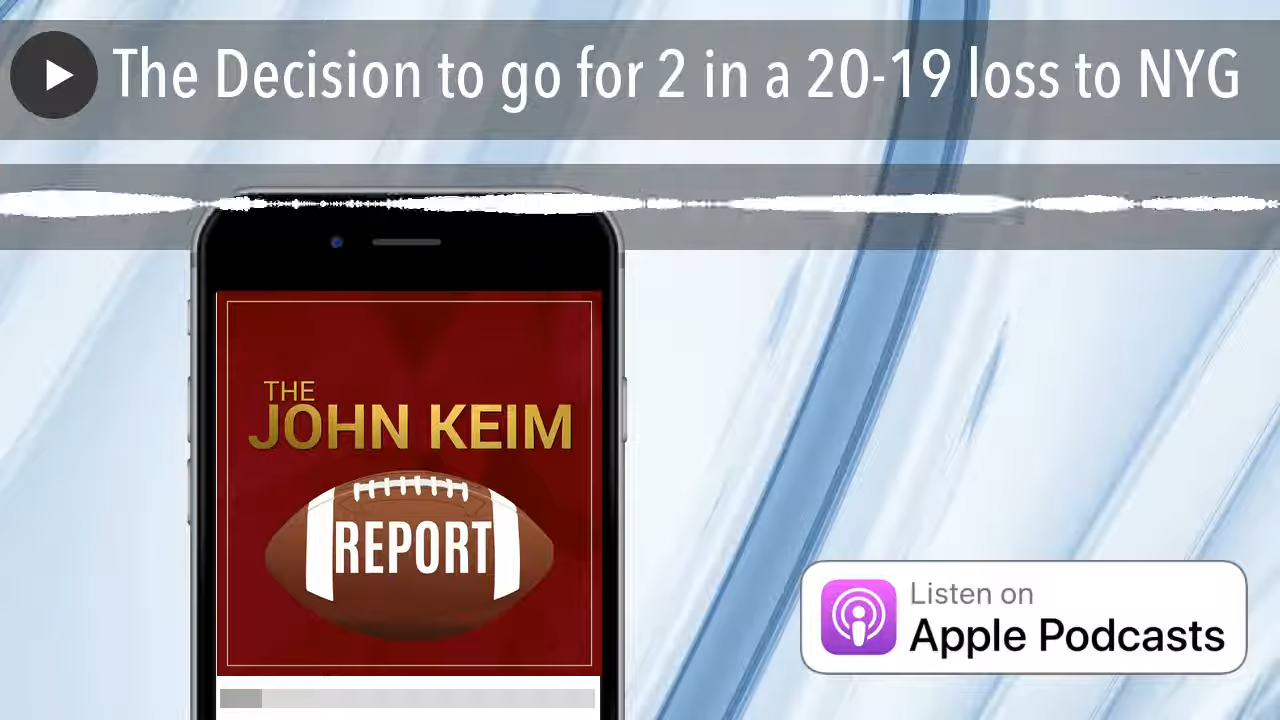 The Decision to go for 2 in a 20-19 loss to NYG
THE
JOHN KEIM
REPORT
Listen on
Apple Podcasts